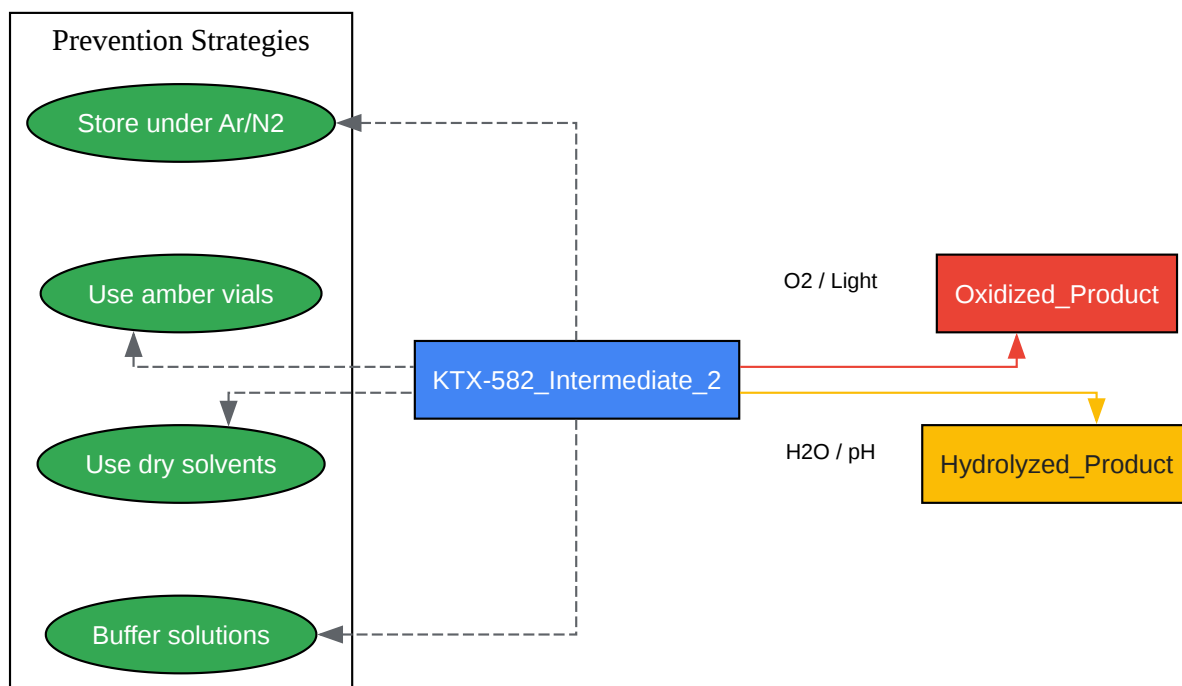 Prevention Strategies
Store under Ar/N2
Use amber vials
Use dry solvents
Buffer solutions
KTX-582_Intermediate_2
O2 / Light
H2O / pH
Oxidized_Product
Hydrolyzed_Product